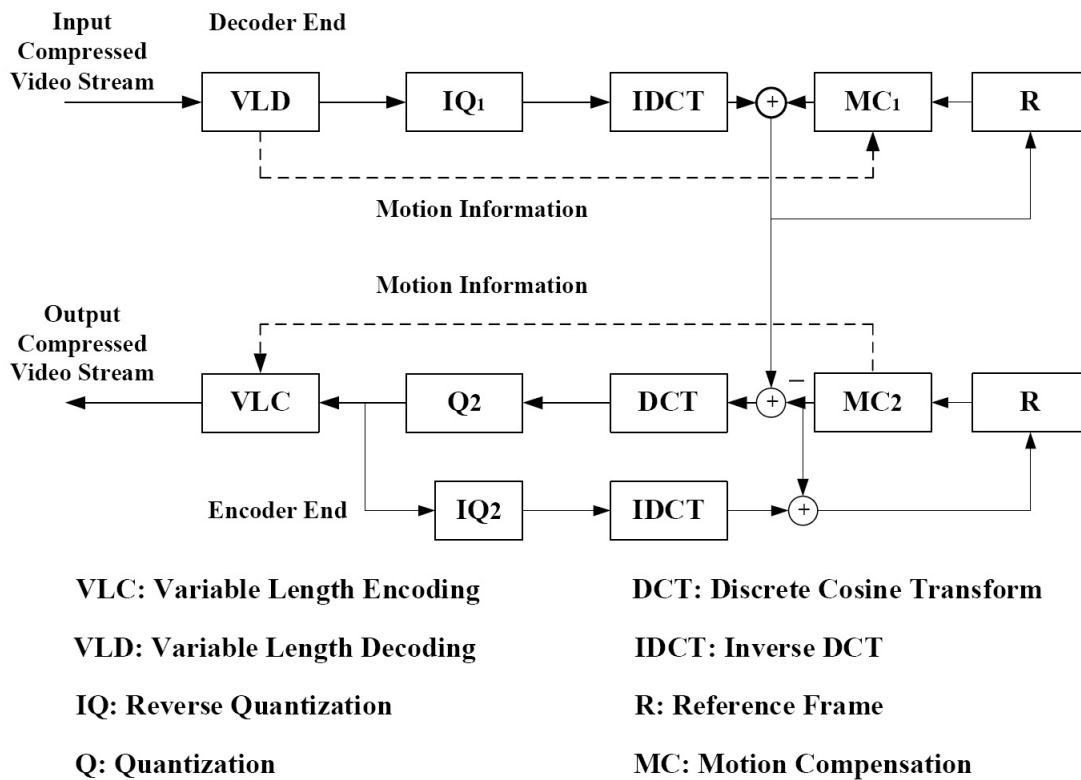 Input
Compressed
Video Stream
Decoder End
VLD
IQ1
IDCT
+
MC1
R
Motion Information
Motion Information
Output
Compressed
Video Stream
VLC
Q2
DCT
+
−
MC2
R
Encoder End
IQ2
IDCT
+
VLC: Variable Length Encoding
DCT: Discrete Cosine Transform
VLD: Variable Length Decoding
IDCT: Inverse DCT
IQ: Reverse Quantization
R: Reference Frame
Q: Quantization
MC: Motion Compensation